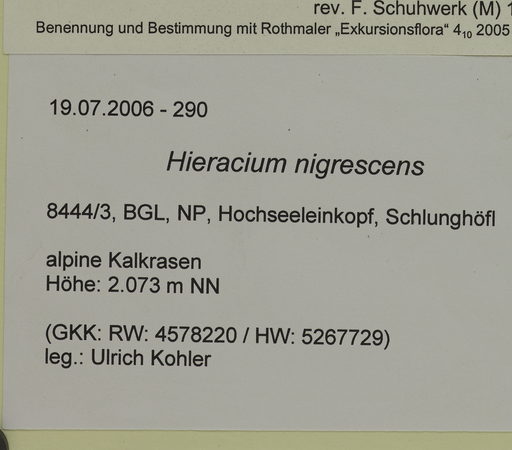 rev. F. Schuhwerk (M) 1
Benennung und Bestimmung mit Rothmaler „Exkursionsflora“ 4₁₀ 2005
19.07.2006 - 290
Hieracium nigrescens
8444/3, BGL, NP, Hochseeleinkopf, Schlunghöfl
alpine Kalkrasen
Höhe: 2.073 m NN
(GKK: RW: 4578220 / HW: 5267729)
leg.: Ulrich Kohler